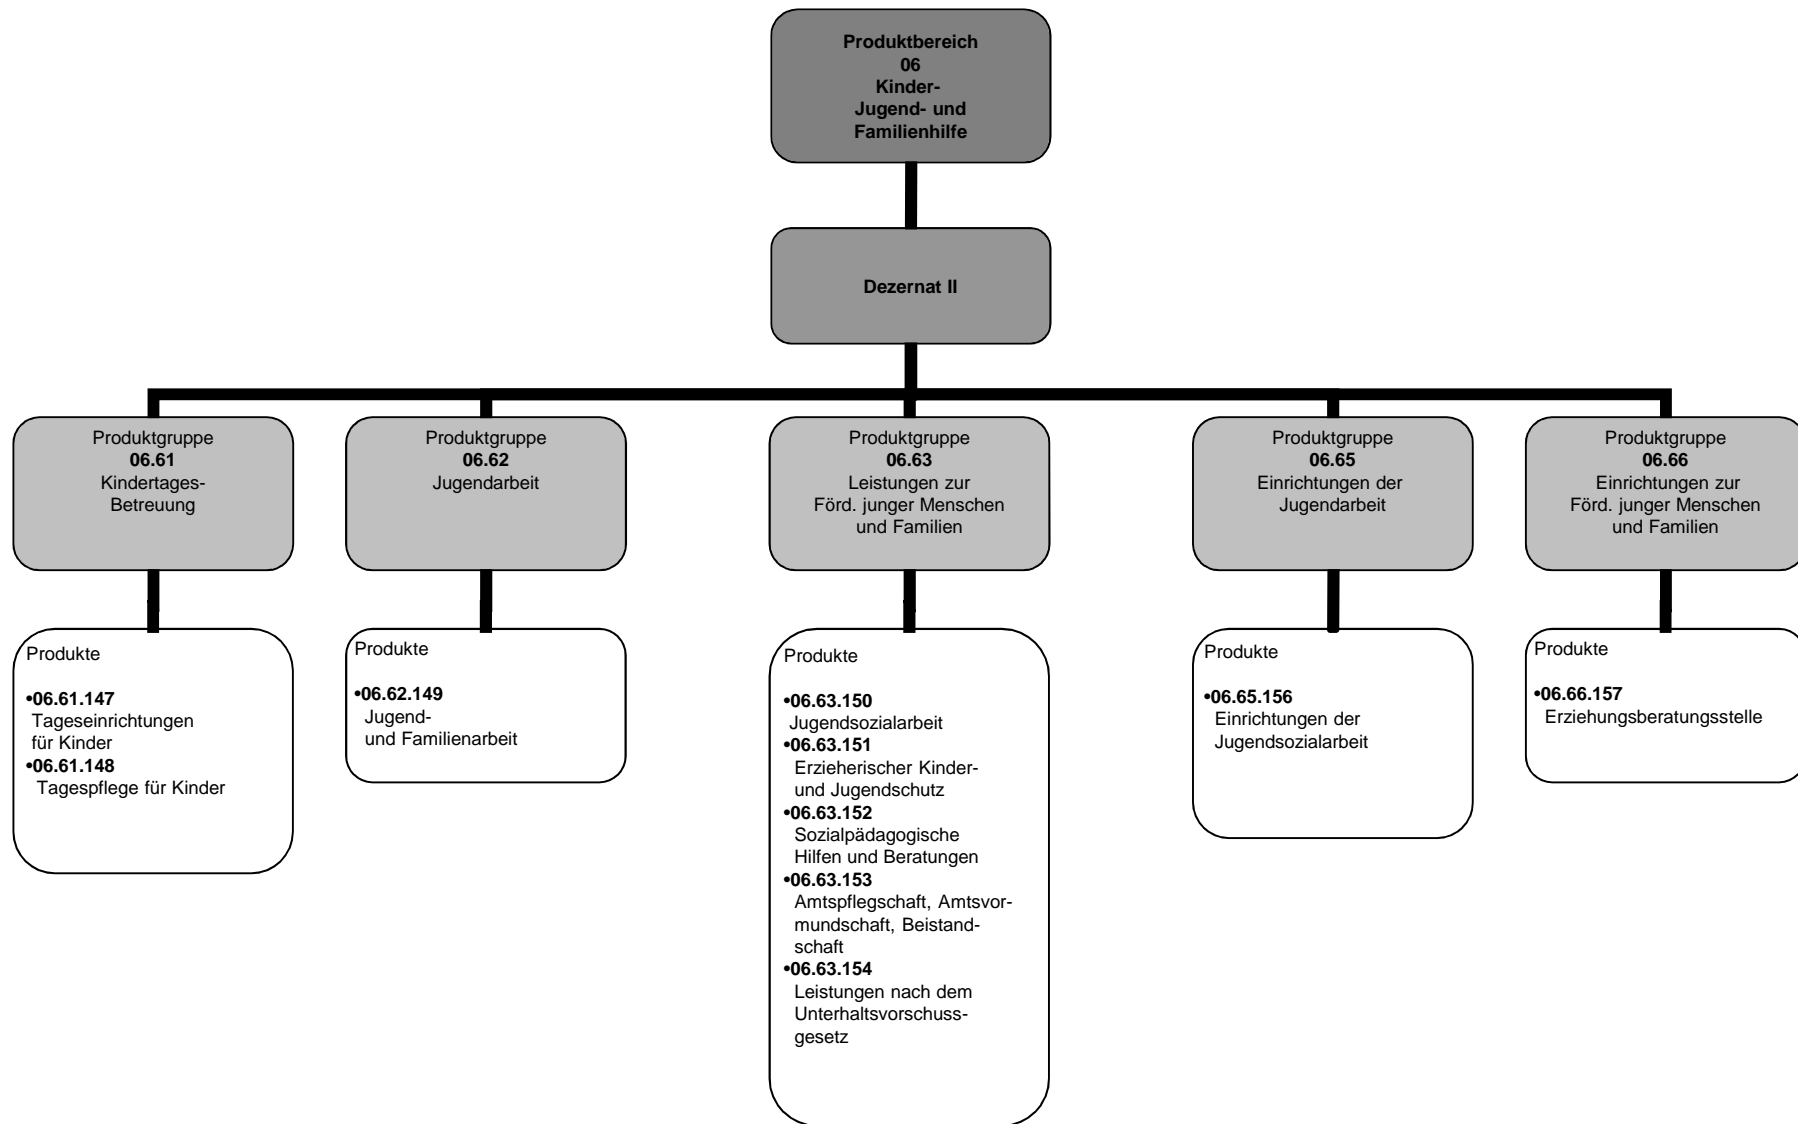 Produktbereich
06
Kinder-
Jugend- und
Familienhilfe
Dezernat II
Produktgruppe
06.61
Kindertages-
Betreuung
Produktgruppe
06.62
Jugendarbeit
Produktgruppe
06.63
Leistungen zur
Förd. junger Menschen
und Familien
Produktgruppe
06.65
Einrichtungen der
Jugendarbeit
Produktgruppe
06.66
Einrichtungen zur
Förd. junger Menschen
und Familien
Produkte
•06.61.147
Tageseinrichtungen
für Kinder
•06.61.148
Tagespflege für Kinder
Produkte
•06.62.149
Jugend-
und Familienarbeit
Produkte
•06.63.150
Jugendsozialarbeit
•06.63.151
Erzieherischer Kinder-
und Jugendschutz
•06.63.152
Sozialpädagogische
Hilfen und Beratungen
•06.63.153
Amtspflegschaft, Amtsvor-
mundschaft, Beistand-
schaft
•06.63.154
Leistungen nach dem
Unterhaltsvorschuss-
gesetz
Produkte
•06.65.156
Einrichtungen der
Jugendsozialarbeit
Produkte
•06.66.157
Erziehungsberatungsstelle